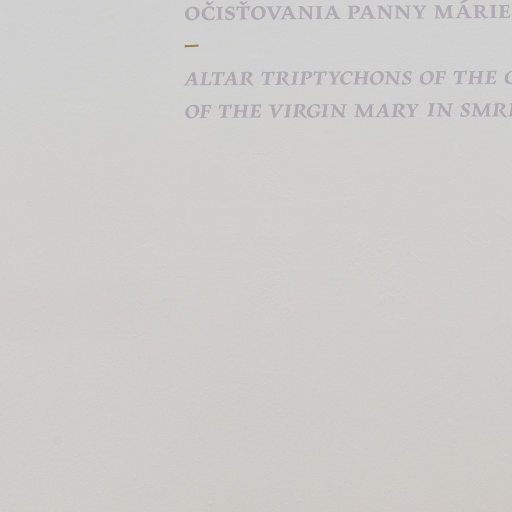 OČISŤOVANIA PANNY MÁRIE
–
ALTAR TRIPTYCHONS OF THE
OF THE VIRGIN MARY IN